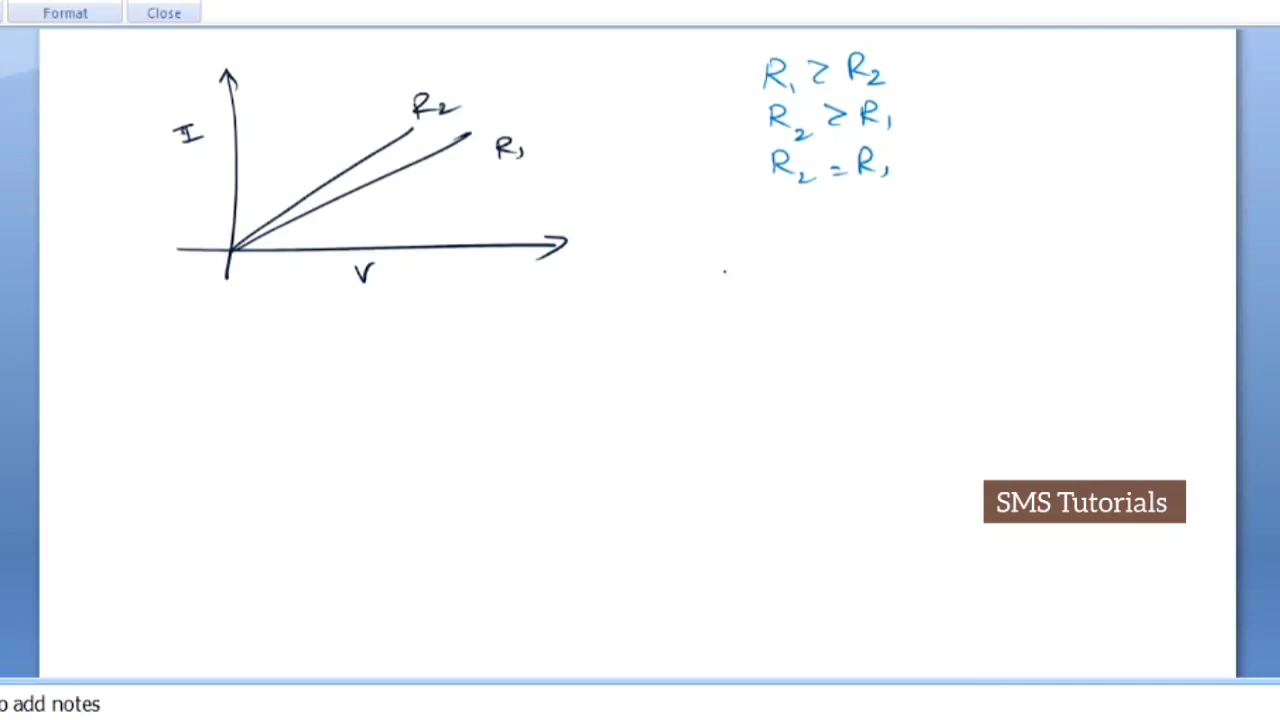 Format Close
R₁ ≥ R₂
R₂ ≥ R₁
R₂ = R₁
R₂
I
R₁
V
SMS Tutorials
o add notes